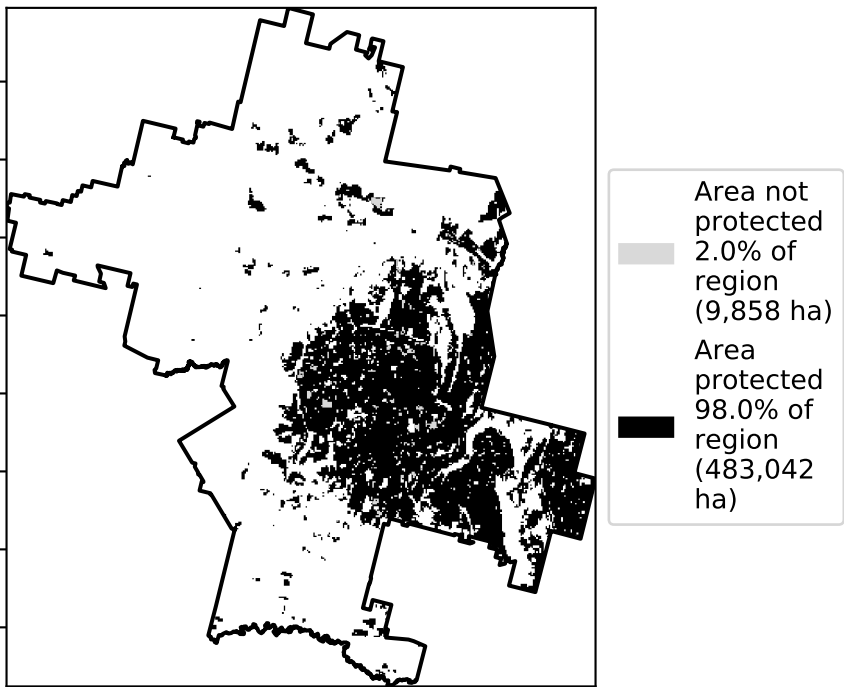 Area not
protected
2.0% of
region
(9,858 ha)
Area
protected
98.0% of
region
(483,042
ha)